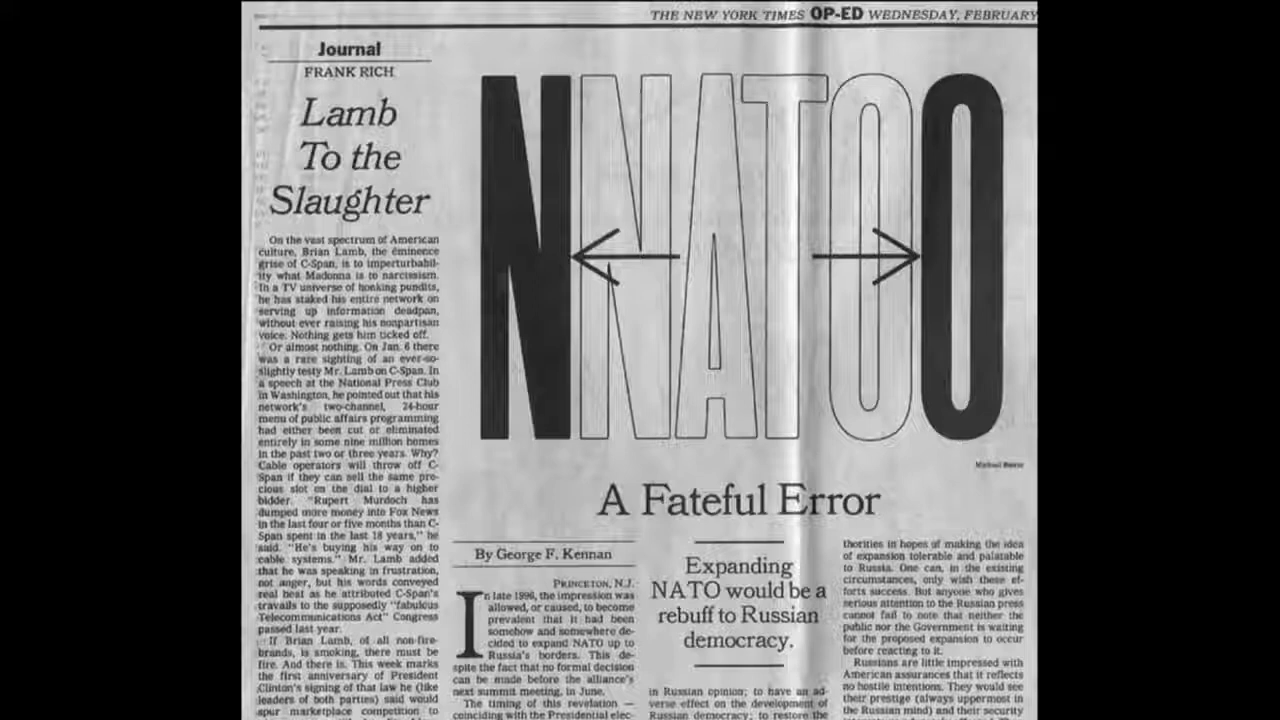 THE NEW YORK TIMES OP-ED WEDNESDAY, FEBRUARY
Journal
FRANK RICH
Lamb
To the
Slaughter
On the vast spectrum of American
culture, Brian Lamb, the éminence
grise of C-Span, is to imperturbabil-
ity what Madonna is to narcissism.
In a TV universe of honking pundits,
he has staked his entire network on
serving up information deadpan,
without ever raising his nonpartisan
voice. Nothing gets him ticked off.
Or almost nothing. On Jan. 6 there
was a rare sighting of an ever-so-
slightly testy Mr. Lamb on C-Span. In
a speech at the National Press Club
in Washington, he pointed out that his
network's two-channel, 24-hour
menu of public affairs programming
had either been cut or eliminated
entirely in some nine million homes
in the past two or three years. Why?
Cable operators will throw off C-
Span if they can sell the same pre-
cious slot on the dial to a higher
bidder. "Rupert Murdoch has
dumped more money into Fox News
in the last four or five months than C-
Span spent in the last 18 years," he
said. "He's buying his way on to
cable systems." Mr. Lamb added
that he was speaking in frustration,
not anger, but his words conveyed
real heat as he attributed C-Span's
travails to the supposedly "fabulous
Telecommunications Act" Congress
passed last year.
If Brian Lamb, of all non-fire-
brands, is smoking, there must be
fire. And there is. This week marks
the first anniversary of President
Clinton's signing of that law he (like
leaders of both parties) said would
spur marketplace competition to
NNATOO
A Fateful Error
By George F. Kennan
PRINCETON, N.J.
In late 1996, the impression was
allowed, or caused, to become
prevalent that it had been
somehow and somewhere de-
cided to expand NATO up to
Russia's borders. This de-
spite the fact that no formal decision
can be made before the alliance's
next summit meeting, in June.
The timing of this revelation —
coinciding with the Presidential elec-
Expanding
NATO would be a
rebuff to Russian
democracy.
in Russian opinion; to have an ad-
verse effect on the development of
Russian democracy; to restore the
thorities in hopes of making the idea
of expansion tolerable and palatable
to Russia. One can, in the existing
circumstances, only wish these ef-
forts success. But anyone who gives
serious attention to the Russian press
cannot fail to note that neither the
public nor the Government is waiting
for the proposed expansion to occur
before reacting to it.
Russians are little impressed with
American assurances that it reflects
no hostile intentions. They would see
their prestige (always uppermost in
the Russian mind) and their security